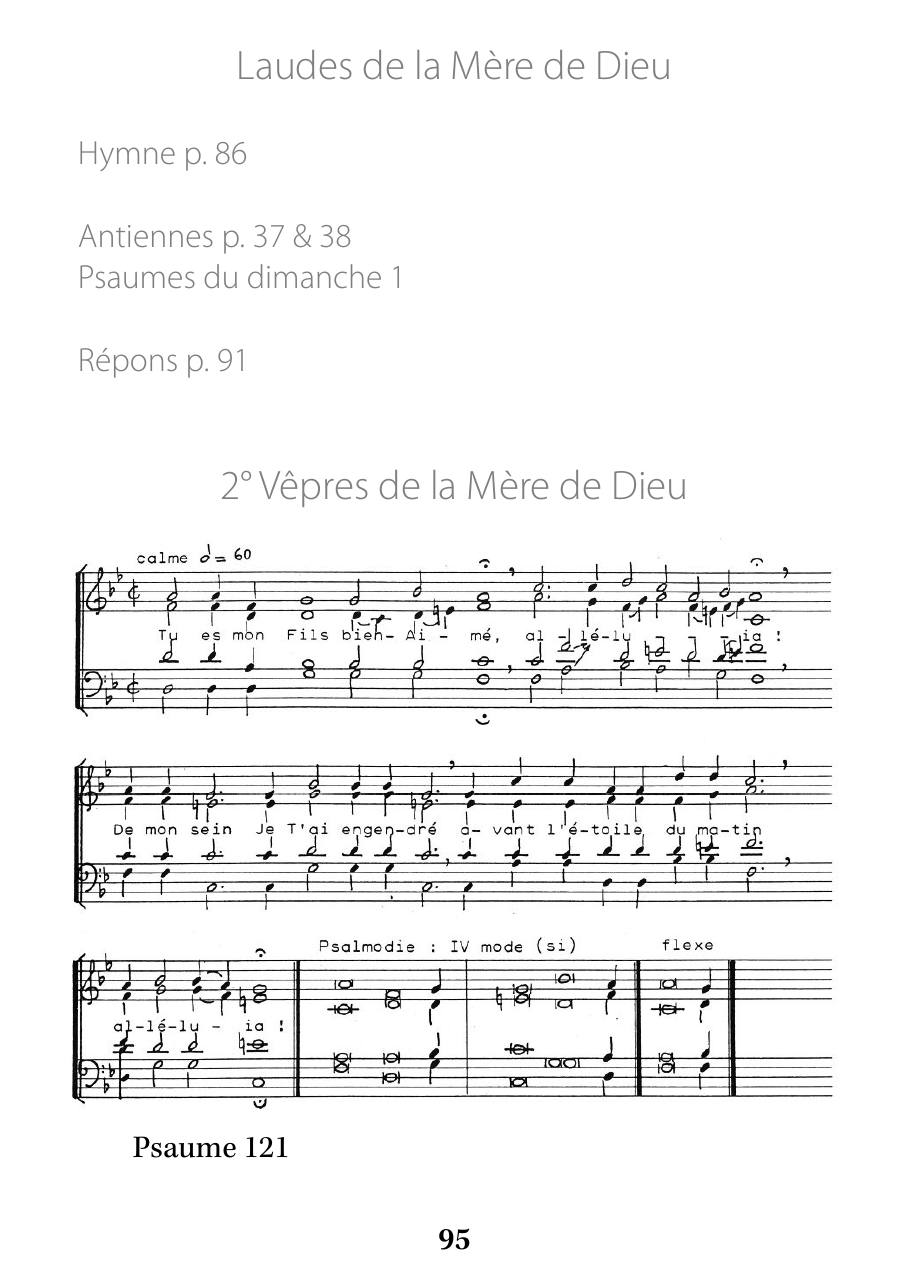 Laudes de la Mère de Dieu
Hymne p. 86
Antiennes p. 37 & 38
Psaumes du dimanche 1
Répons p. 91
2° Vêpres de la Mère de Dieu
calme = 60
Tu es mon Fils bien-Ai - mé, al - lé-lu - - - ia !
De mon sein Je T'ai engen-dré a- vant l'é-toile du ma-tin
al-lé-lu - ia !
Psalmodie : IV mode (si) flexe
Psaume 121
95